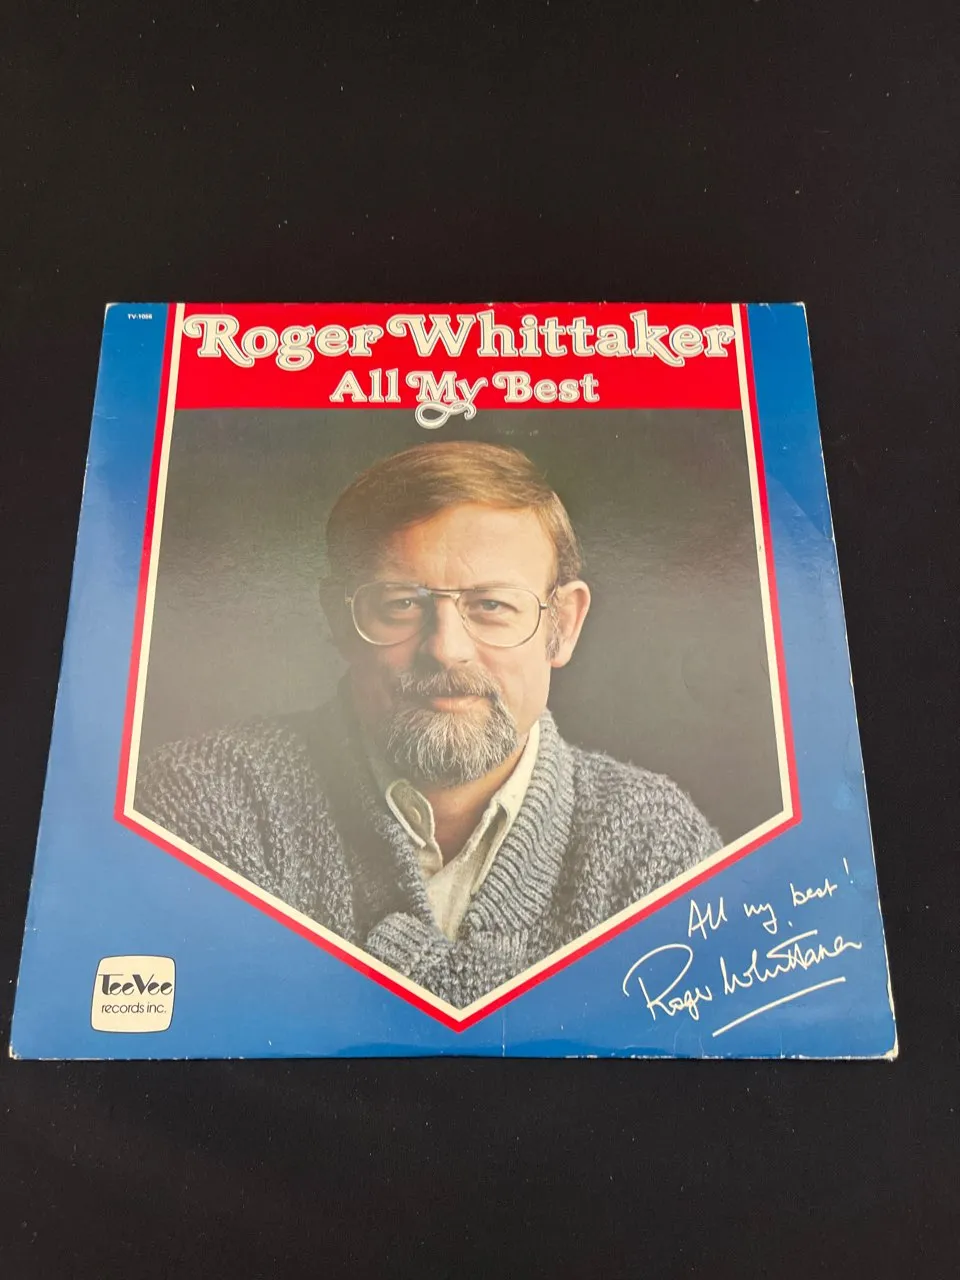 TV-1056
Roger Whittaker
All My Best
All my best!
Roger Whittaker
TeeVee
records inc.